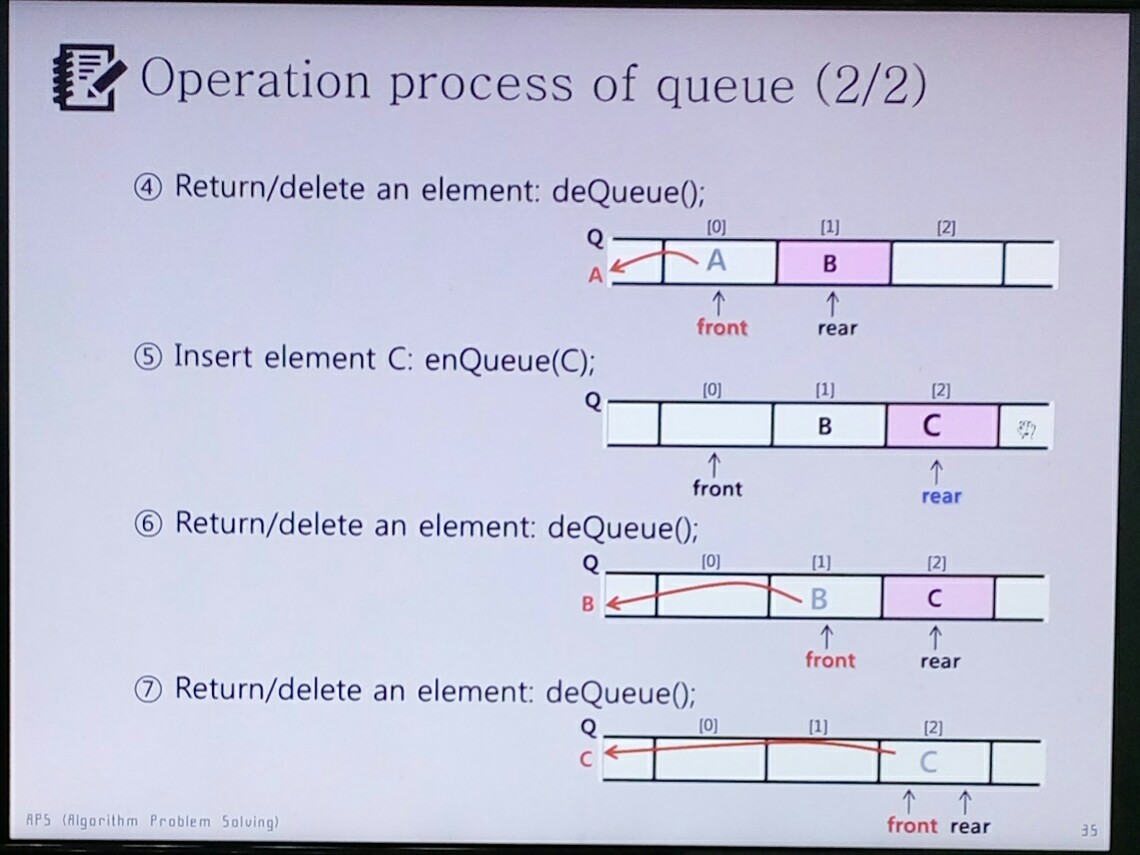 Operation process of queue (2/2)
④ Return/delete an element: deQueue();
[0] [1] [2]
Q
A A B
front rear
⑤ Insert element C: enQueue(C);
[0] [1] [2]
Q
B C
front rear
⑥ Return/delete an element: deQueue();
Q [0] [1] [2]
B B C
front rear
⑦ Return/delete an element: deQueue();
Q [0] [1] [2]
C C
front rear
APS (Algorithm Problem Solving)
35